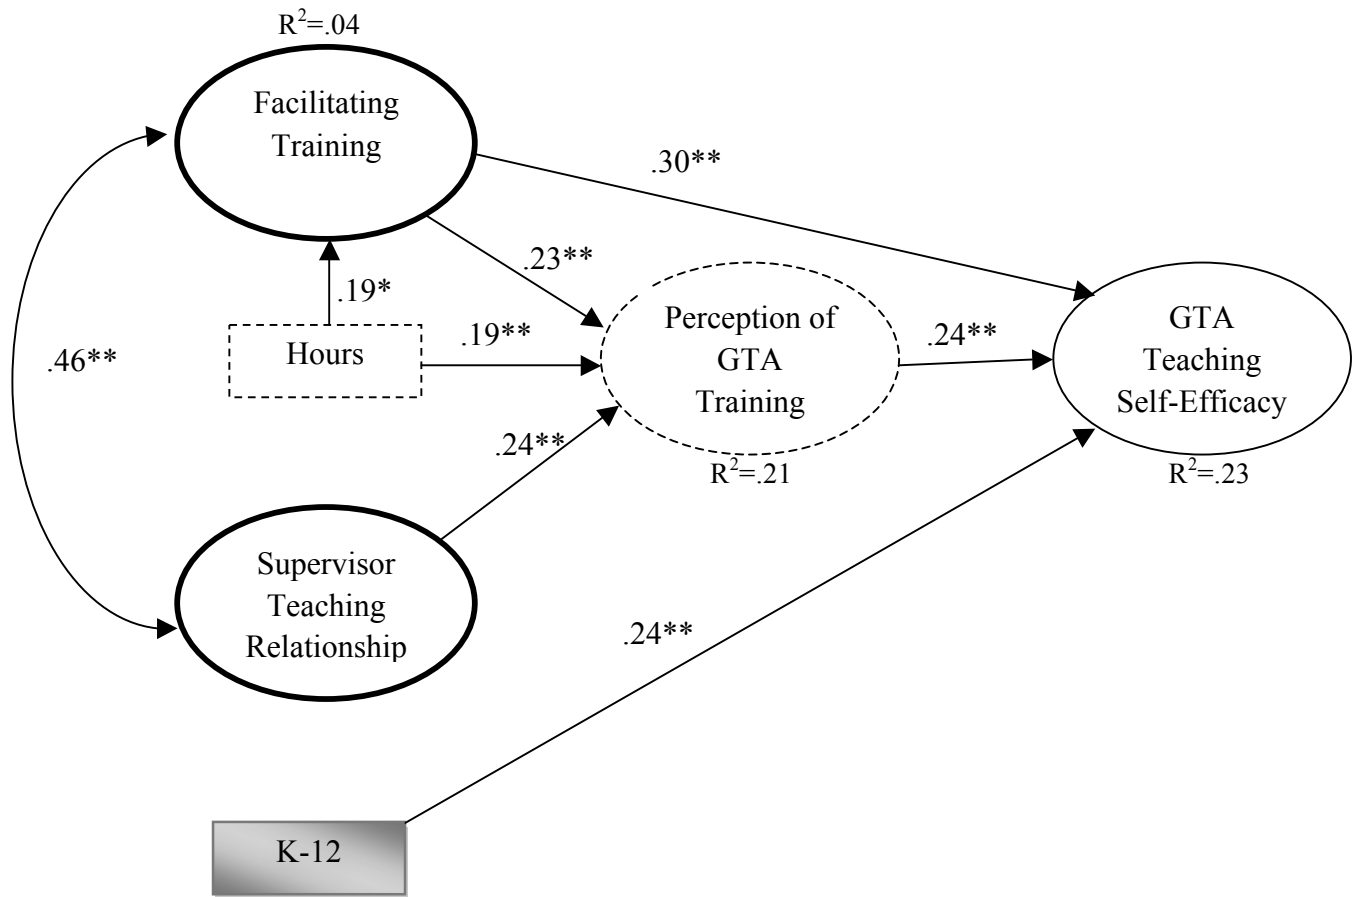 R²=.04
Facilitating
Training
.30**
.23**
.19*
Hours
.19**
.46**
Perception of
GTA
Training
R²=.21
.24**
GTA
Teaching
Self-Efficacy
R²=.23
.24**
Supervisor
Teaching
Relationship
.24**
K-12